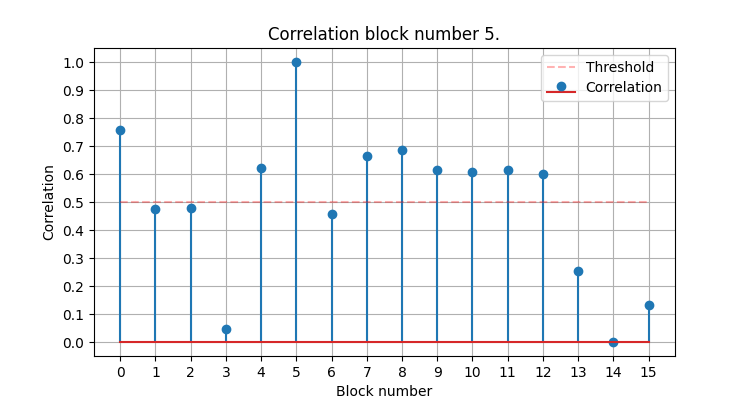 Correlation block number 5.
Threshold
Correlation
Correlation
1.0
0.9
0.8
0.7
0.6
0.5
0.4
0.3
0.2
0.1
0.0
0 1 2 3 4 5 6 7 8 9 10 11 12 13 14 15
Block number